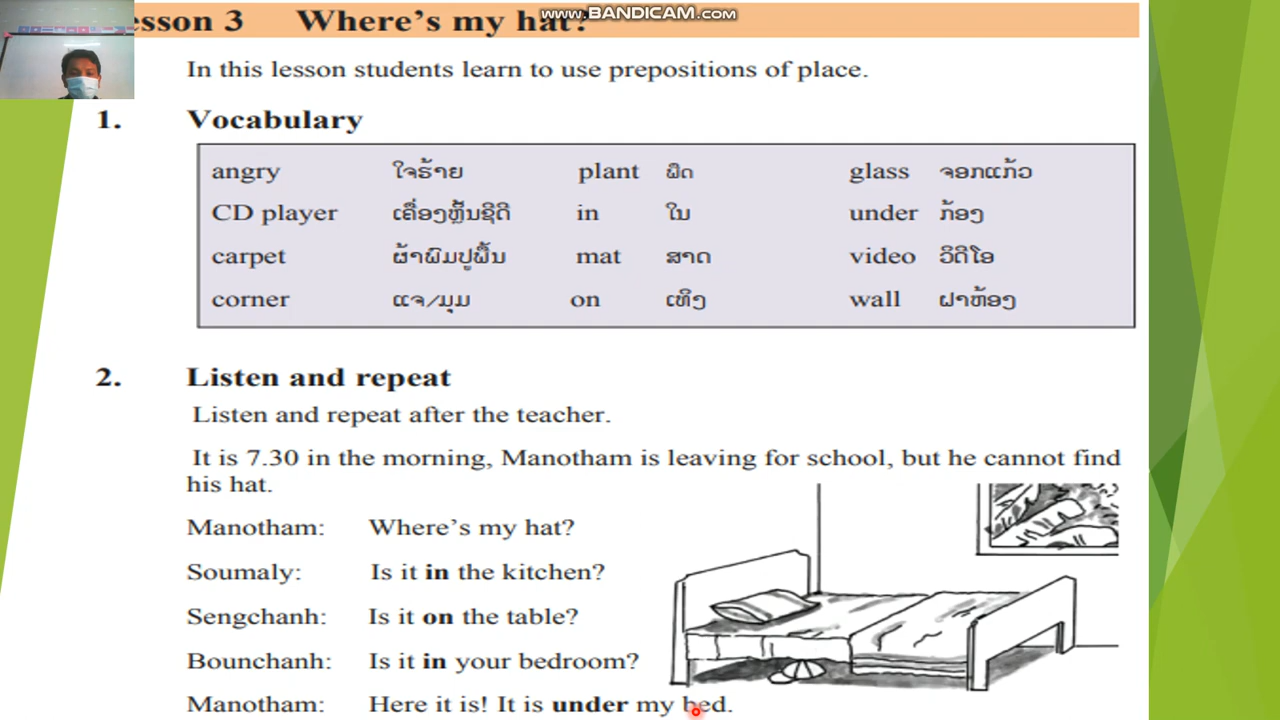 www.BANDICAM.com
esson 3 Where's my hat?
In this lesson students learn to use prepositions of place.
1. Vocabulary
angry ໃຈຮ້າຍ plant ພືດ glass ຈອກແກ້ວ
CD player ເຄື່ອງຫຼິ້ນຊີດີ in ໃນ under ກ້ອງ
carpet ຜ້າພົມປູພື້ນ mat ສາດ video ວິດີໂອ
corner ແຈ/ມຸມ on ເທິງ wall ຝາຫ້ອງ
2. Listen and repeat
Listen and repeat after the teacher.
It is 7.30 in the morning, Manotham is leaving for school, but he cannot find
his hat.
Manotham: Where's my hat?
Soumaly: Is it in the kitchen?
Sengchanh: Is it on the table?
Bounchanh: Is it in your bedroom?
Manotham: Here it is! It is under my bed.